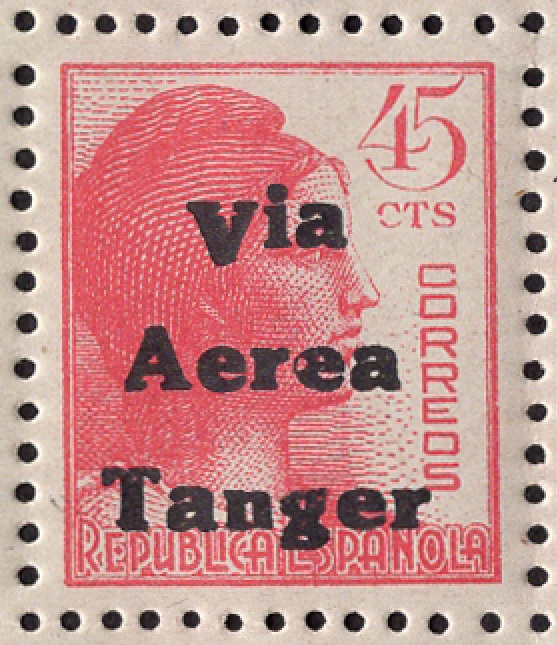 45
CTS
CORREOS
Via
Aerea
Tanger
REPUBLICA ESPAÑOLA